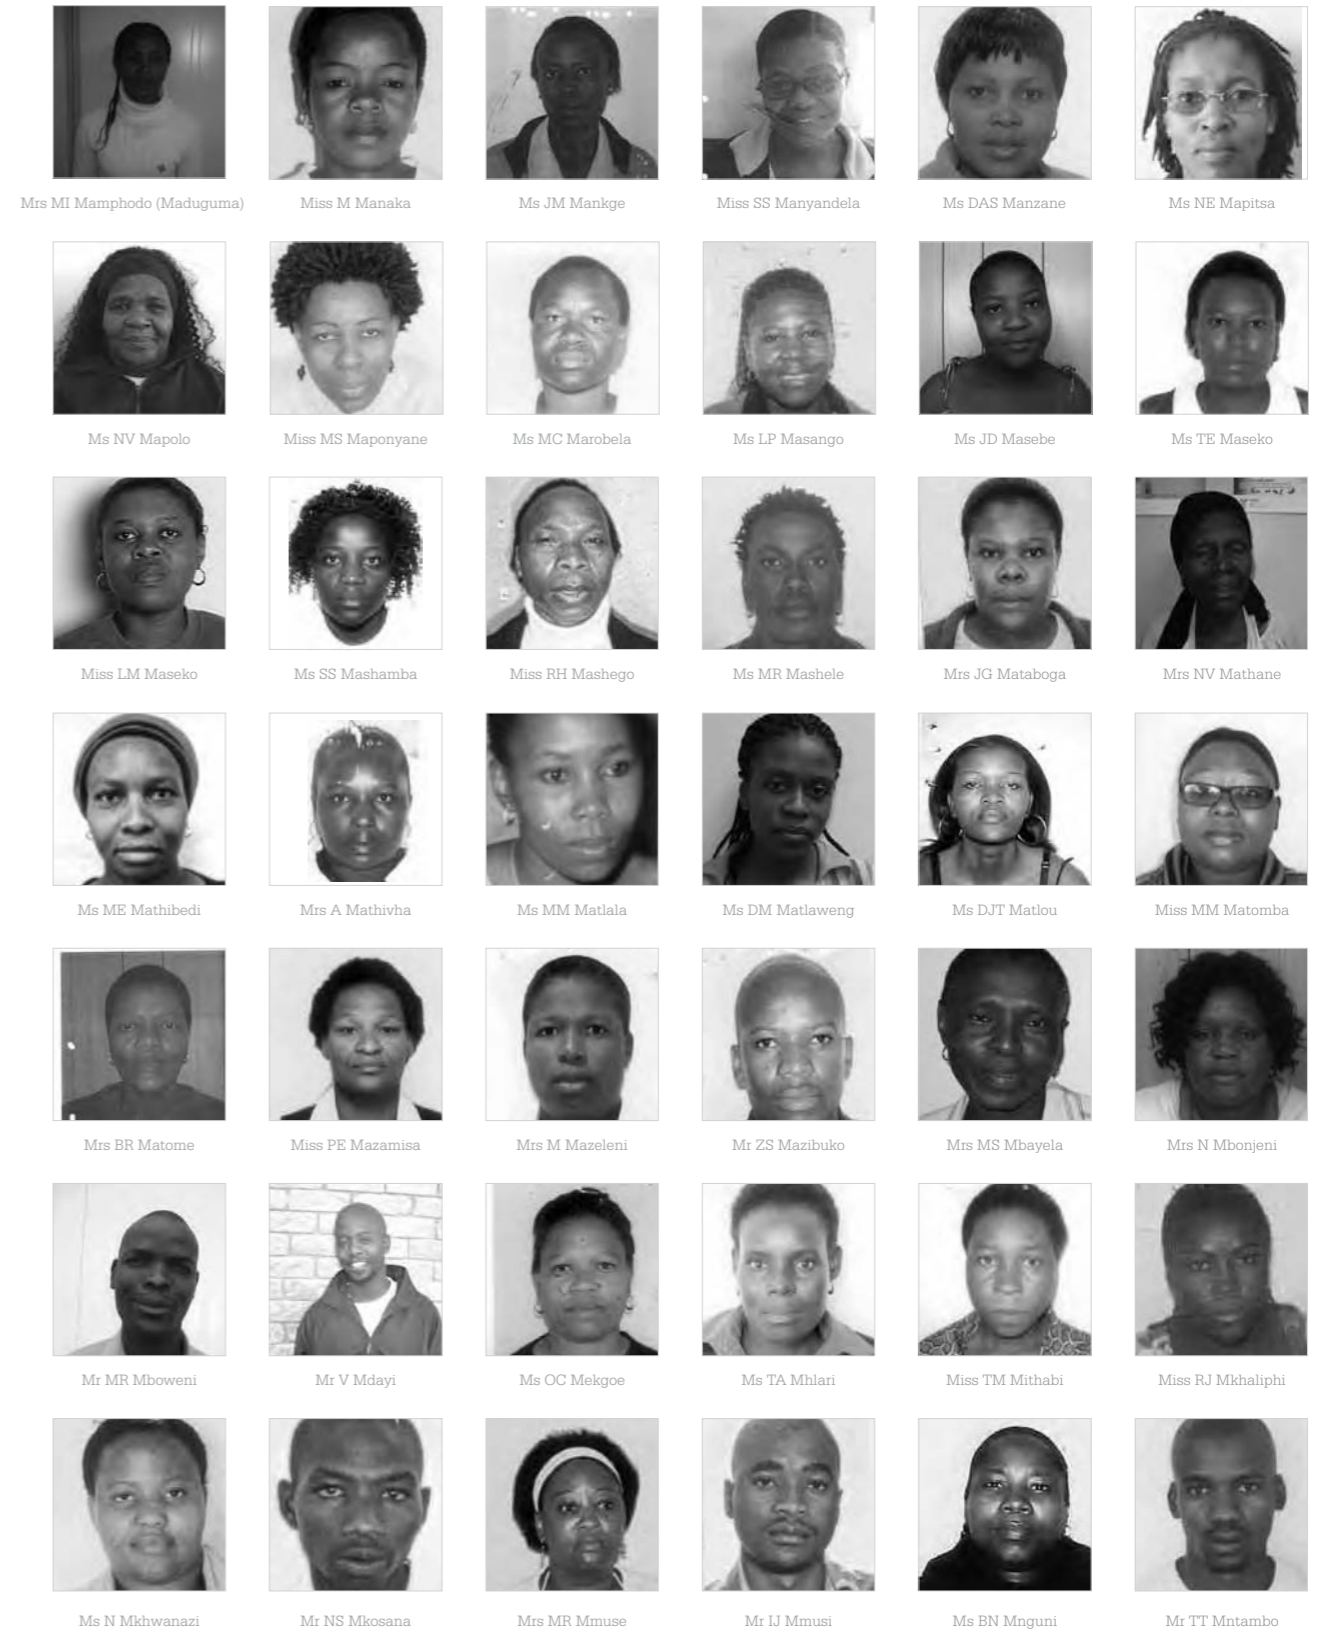 Mrs MI Mamphodo (Maduguma)
Miss M Manaka
Ms JM Mankge
Miss SS Manyandela
Ms DAS Manzane
Ms NE Mapitsa
Ms NV Mapolo
Miss MS Maponyane
Ms MC Marobela
Ms LP Masango
Ms JD Masebe
Ms TE Maseko
Miss LM Maseko
Ms SS Mashamba
Miss RH Mashego
Ms MR Mashele
Mrs JG Mataboga
Mrs NV Mathane
Ms ME Mathibedi
Mrs A Mathivha
Ms MM Matlala
Ms DM Matlaweng
Ms DJT Matlou
Miss MM Matomba
Mrs BR Matome
Miss PE Mazamisa
Mrs M Mazeleni
Mr ZS Mazibuko
Mrs MS Mbayela
Mrs N Mbonjeni
Mr MR Mboweni
Mr V Mdayi
Ms OC Mekgoe
Ms TA Mhlari
Miss TM Mithabi
Miss RJ Mkhaliphi
Ms N Mkhwanazi
Mr NS Mkosana
Mrs MR Mmuse
Mr IJ Mmusi
Ms BN Mnguni
Mr TT Mntambo